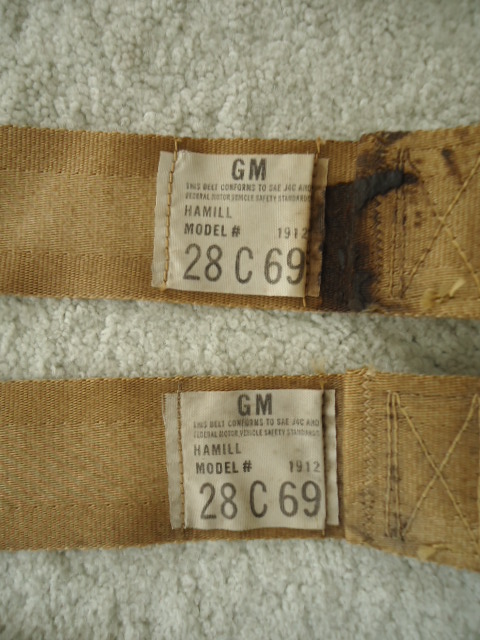 GM
THIS BELT CONFORMS TO SAE J4C AND
FEDERAL MOTOR VEHICLE SAFETY STANDARDS
HAMILL
MODEL # 1912
28 C 69
GM
THIS BELT CONFORMS TO SAE J4C AND
FEDERAL MOTOR VEHICLE SAFETY STANDARDS
HAMILL
MODEL # 1912
28 C 69